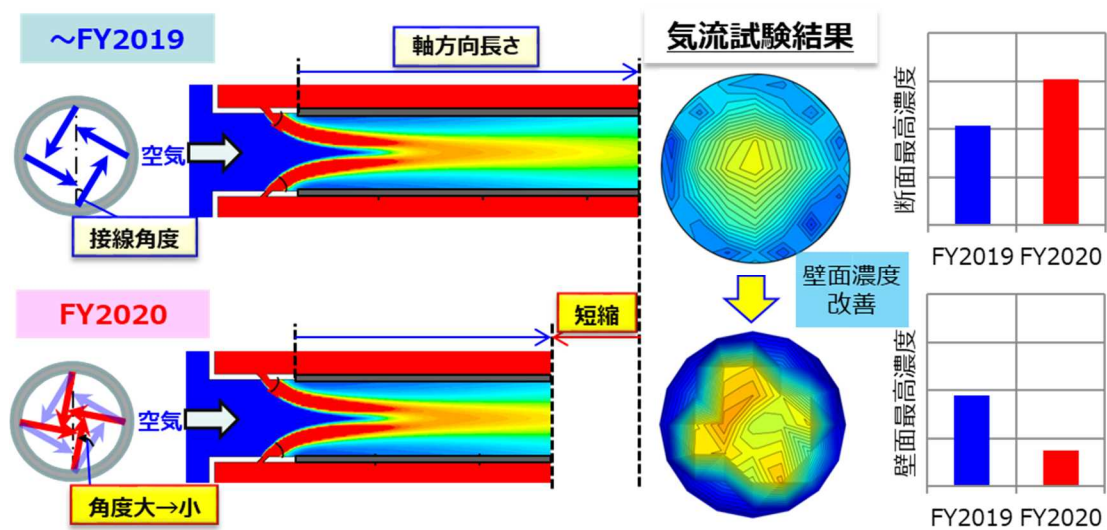 ～FY2019
軸方向長さ
空気
接線角度
FY2020
短縮
空気
角度大→小
気流試験結果
壁面濃度
改善
断面最高濃度
FY2019 FY2020
壁面最高濃度
FY2019 FY2020